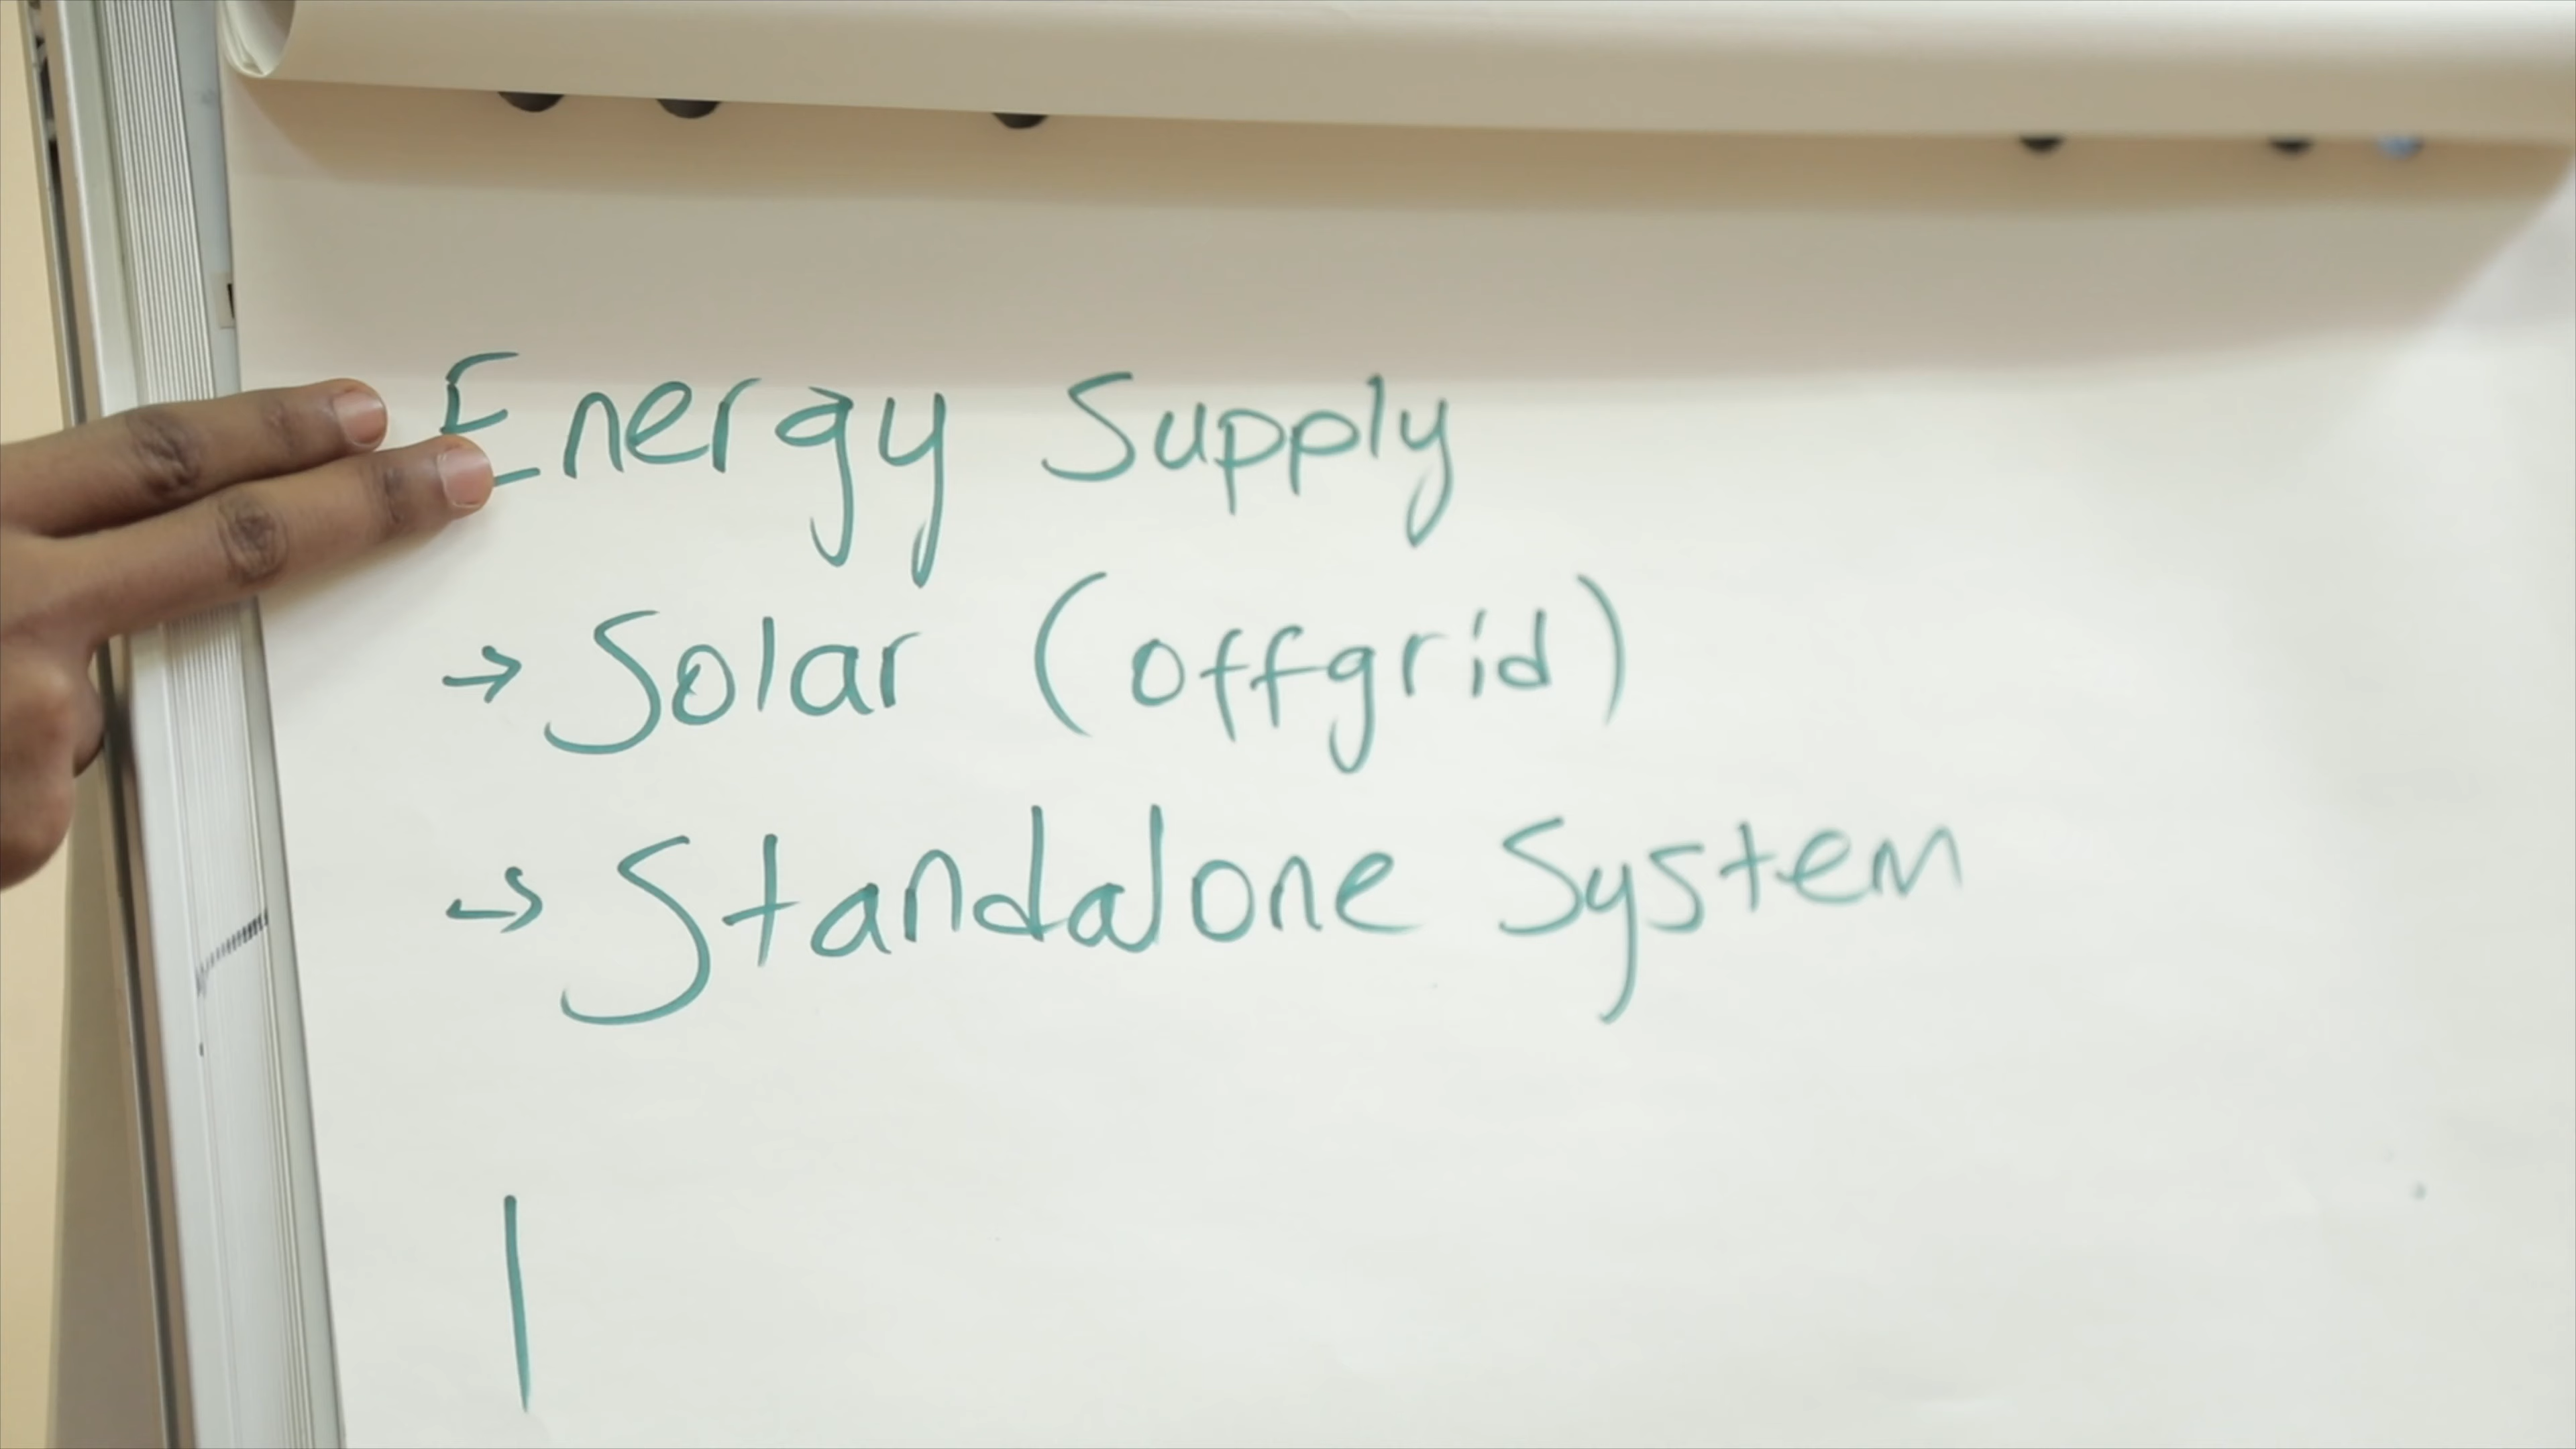 Energy Supply
→ Solar (offgrid)
→ Standalone System